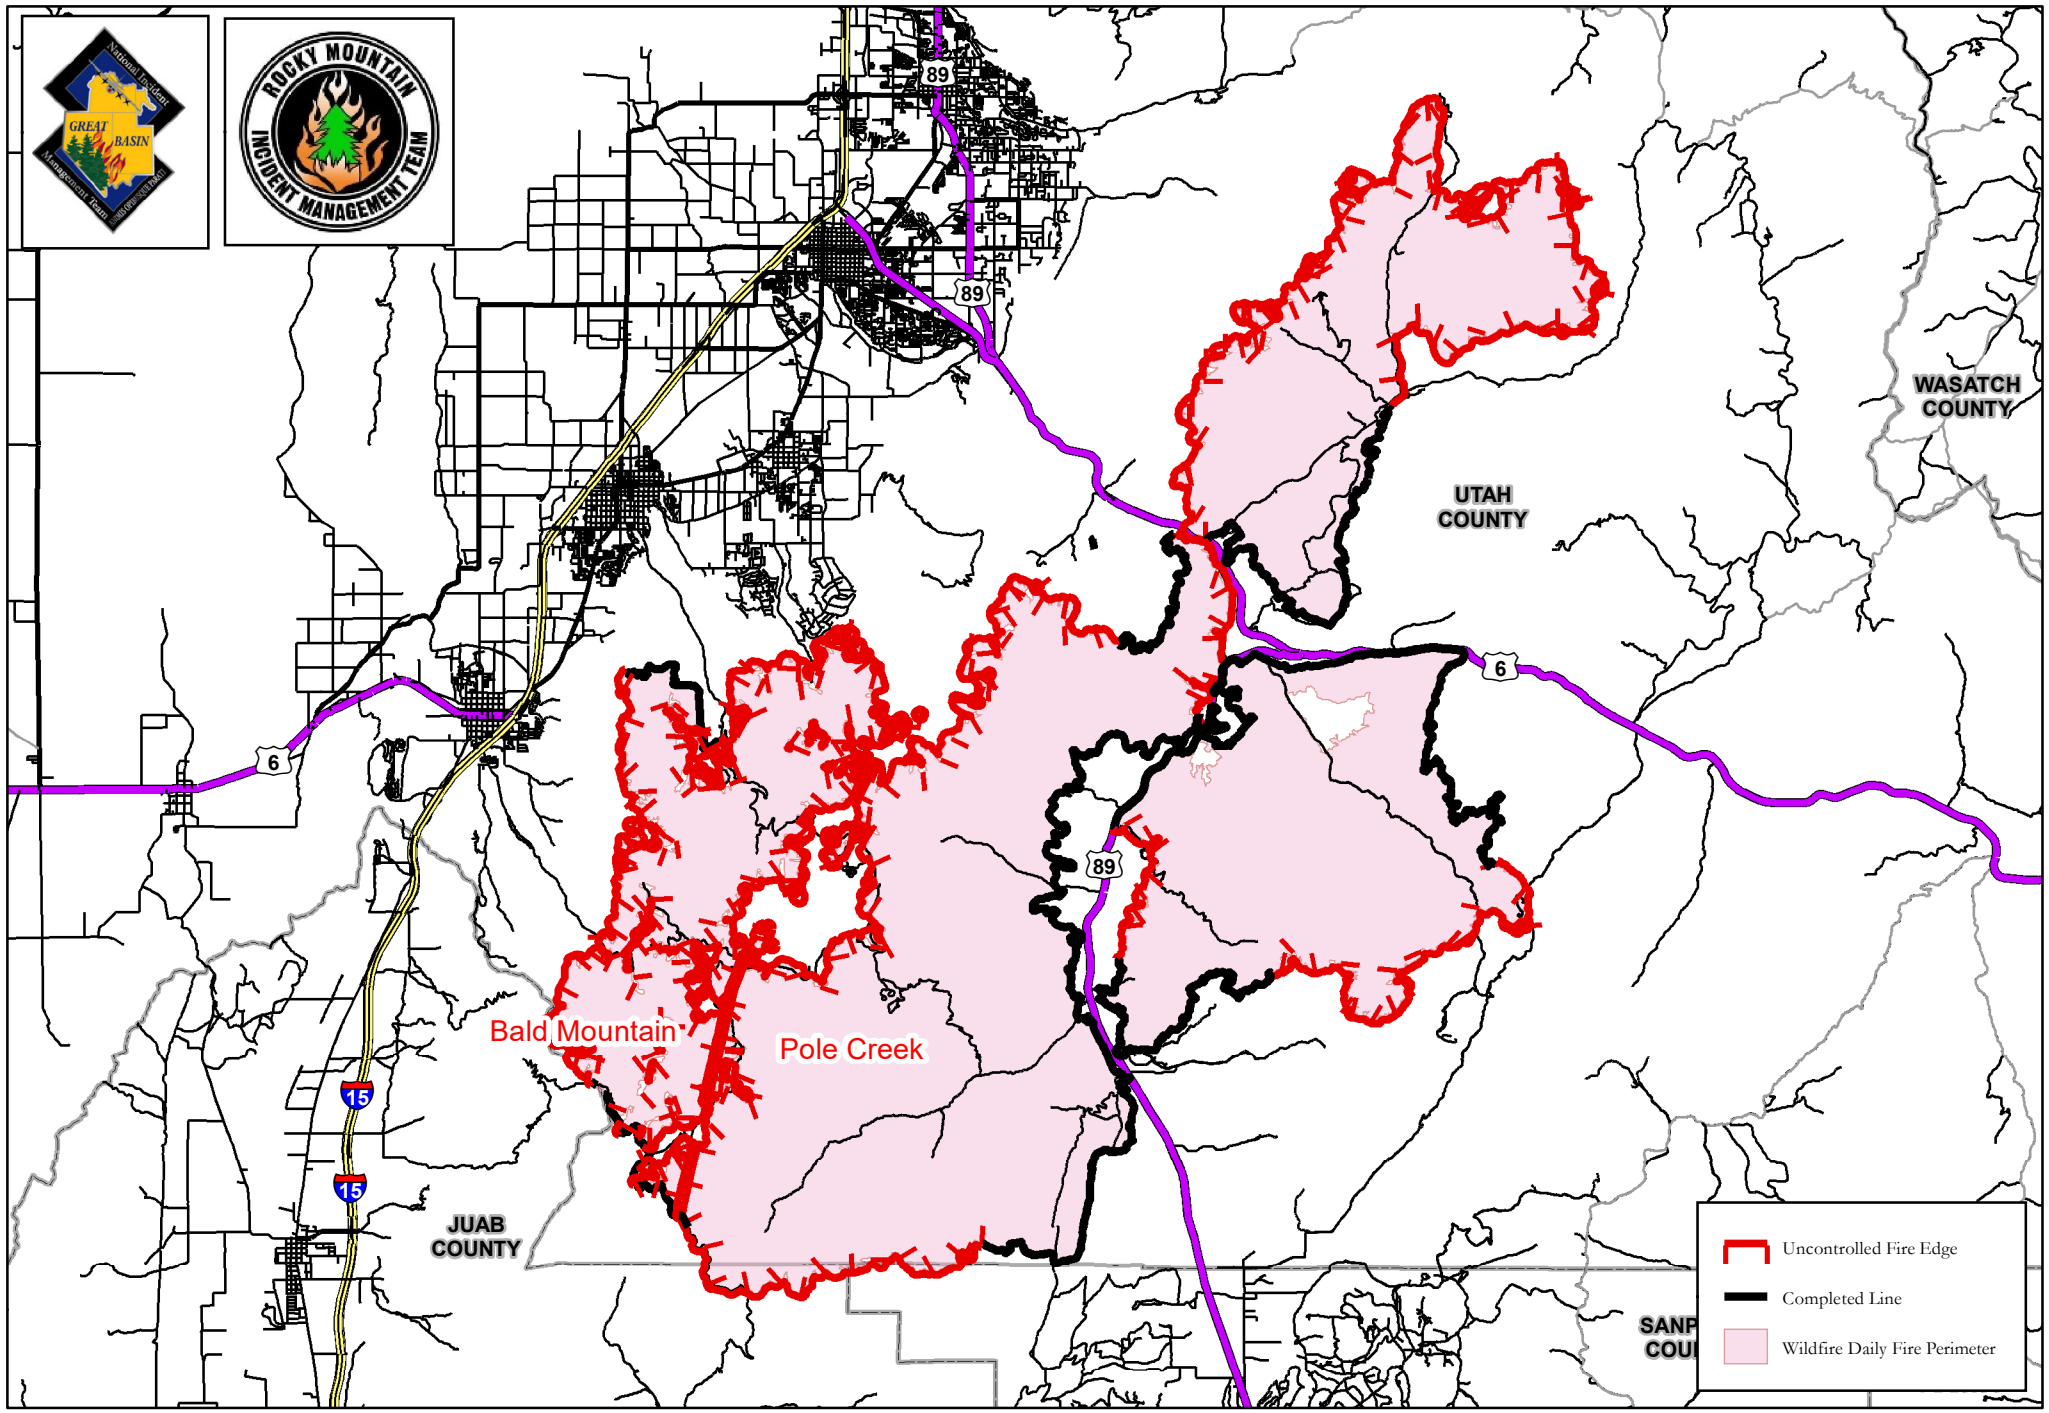 National Incident
GREAT
BASIN
Management Team
ROCKY MOUNTAIN
INCIDENT MANAGEMENT TEAM
89
89
WASATCH
COUNTY
UTAH
COUNTY
6
6
89
Bald Mountain
Pole Creek
15
15
JUAB
COUNTY
SANP
COU
Uncontrolled Fire Edge
Completed Line
Wildfire Daily Fire Perimeter